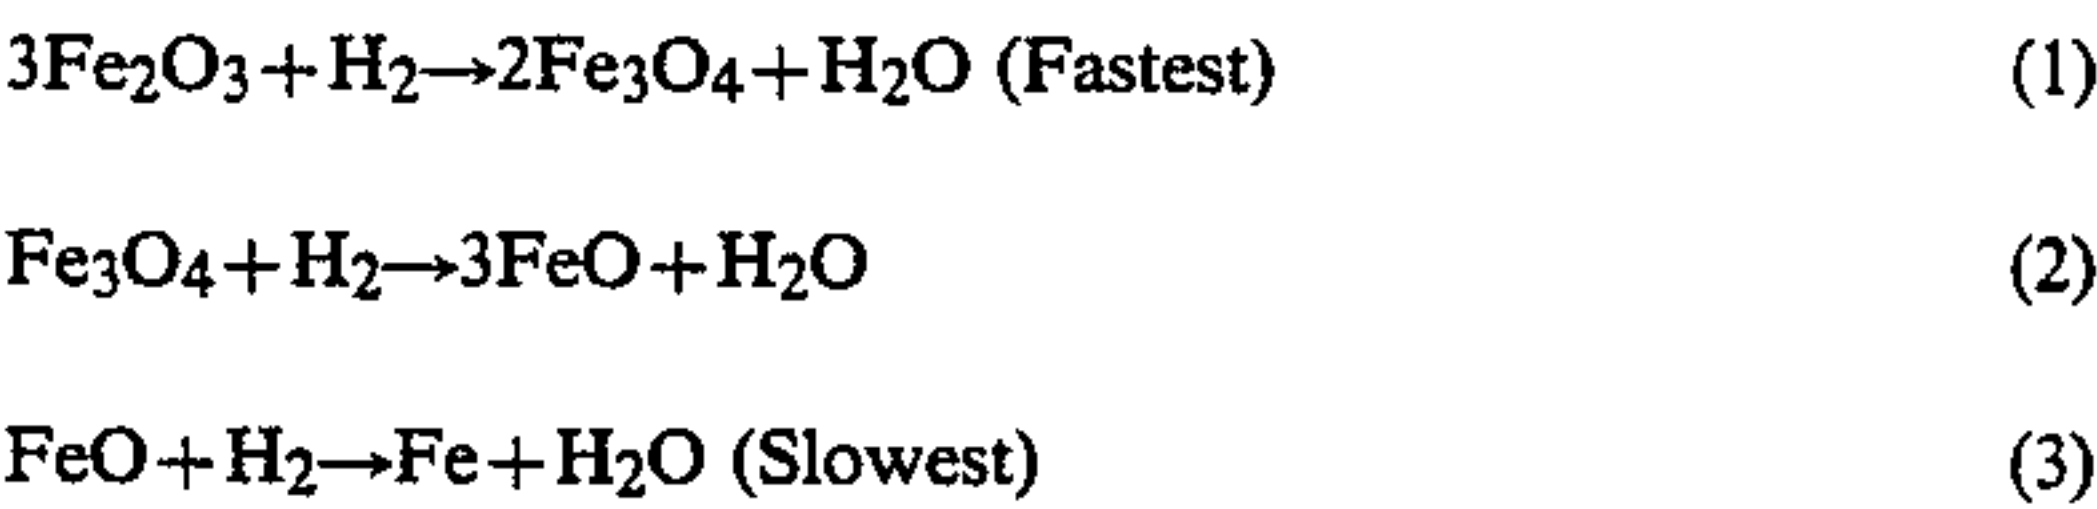 3Fe₂O₃+H₂→2Fe₃O₄+H₂O (Fastest) (1)
Fe₃O₄+H₂→3FeO+H₂O (2)
FeO+H₂→Fe+H₂O (Slowest) (3)